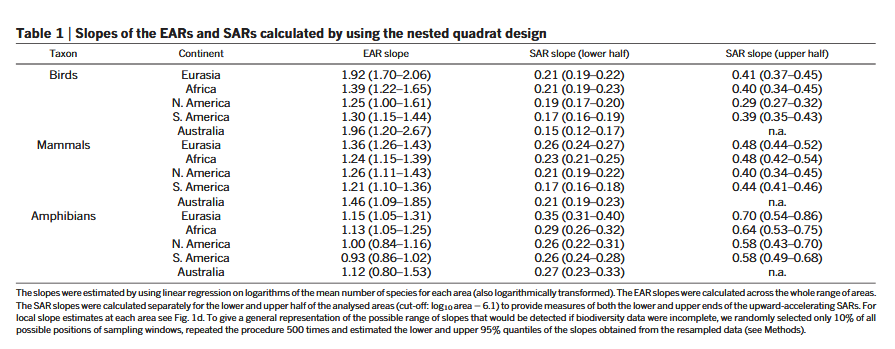 Table 1 | Slopes of the EARs and SARs calculated by using the nested quadrat design
Taxon Continent EAR slope SAR slope (lower half) SAR slope (upper half)
Birds Eurasia 1.92 (1.70–2.06) 0.21 (0.19–0.22) 0.41 (0.37–0.45)
Africa 1.39 (1.22–1.65) 0.21 (0.19–0.23) 0.40 (0.34–0.45)
N. America 1.25 (1.00–1.61) 0.19 (0.17–0.20) 0.29 (0.27–0.32)
S. America 1.30 (1.15–1.44) 0.17 (0.16–0.19) 0.39 (0.35–0.43)
Australia 1.96 (1.20–2.67) 0.15 (0.12–0.17) n.a.
Mammals Eurasia 1.36 (1.26–1.43) 0.26 (0.24–0.27) 0.48 (0.44–0.52)
Africa 1.24 (1.15–1.39) 0.23 (0.21–0.25) 0.48 (0.42–0.54)
N. America 1.26 (1.11–1.43) 0.21 (0.19–0.22) 0.40 (0.34–0.45)
S. America 1.21 (1.10–1.36) 0.17 (0.16–0.18) 0.44 (0.41–0.46)
Australia 1.46 (1.09–1.85) 0.21 (0.19–0.23) n.a.
Amphibians Eurasia 1.15 (1.05–1.31) 0.35 (0.31–0.40) 0.70 (0.54–0.86)
Africa 1.13 (1.05–1.25) 0.29 (0.26–0.32) 0.64 (0.53–0.75)
N. America 1.00 (0.84–1.16) 0.26 (0.22–0.31) 0.58 (0.43–0.70)
S. America 0.93 (0.86–1.02) 0.26 (0.24–0.28) 0.58 (0.49–0.68)
Australia 1.12 (0.80–1.53) 0.27 (0.23–0.33) n.a.
The slopes were estimated by using linear regression on logarithms of the mean number of species for each area (also logarithmically transformed). The EAR slopes were calculated across the whole range of areas.
The SAR slopes were calculated separately for the lower and upper half of the analysed areas (cut-off: log₁₀ area − 6.1) to provide measures of both the lower and upper ends of the upward-accelerating SARs. For
local slope estimates at each area see Fig. 1d. To give a general representation of the possible range of slopes that would be detected if biodiversity data were incomplete, we randomly selected only 10% of all
possible positions of sampling windows, repeated the procedure 500 times and estimated the lower and upper 95% quantiles of the slopes obtained from the resampled data (see Methods).